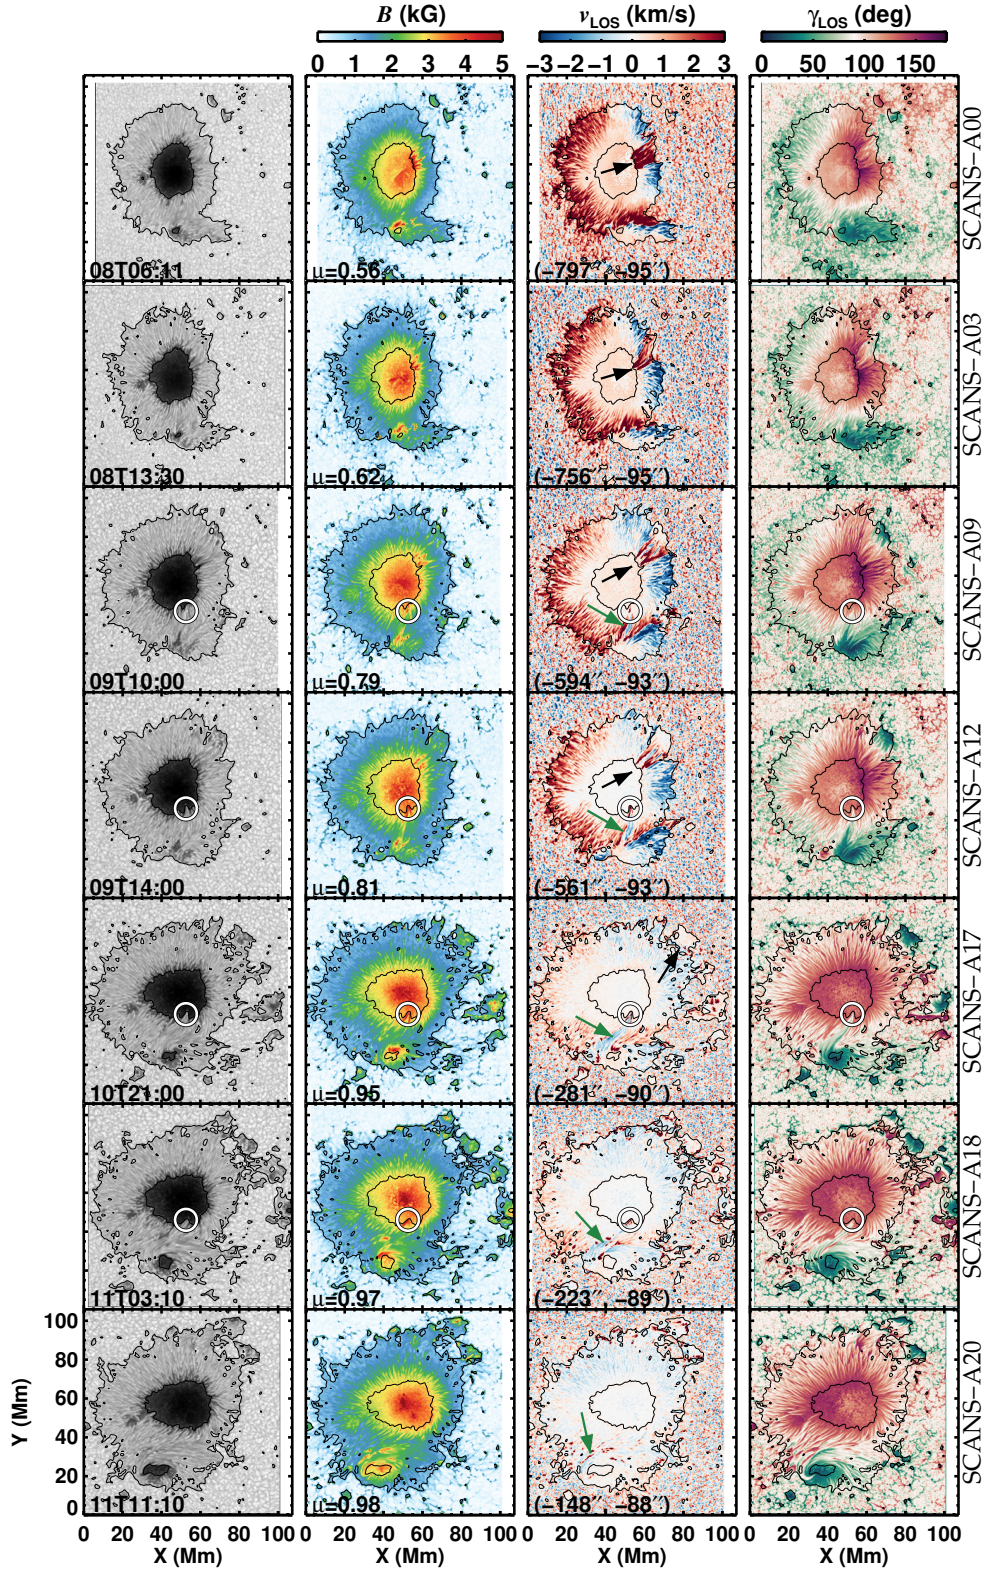 B (kG)
v_LOS (km/s)
γ_LOS (deg)
0 1 2 3 4 5
−3 −2 −1 0 1 2 3
0 50 100 150
SCANS−A00
08T06:11
μ=0.56
(−797″, −95″)
SCANS−A03
08T13:30
μ=0.62
(−756″, −95″)
SCANS−A09
09T10:00
μ=0.79
(−594″, −93″)
SCANS−A12
09T14:00
μ=0.81
(−561″, −93″)
SCANS−A17
10T21:00
μ=0.95
(−281″, −90″)
SCANS−A18
11T03:10
μ=0.97
(−223″, −89″)
SCANS−A20
11T11:10
μ=0.98
(−148″, −88″)
100
80
60
40
20
0
Y (Mm)
0 20 40 60 80 100
0 20 40 60 80 100
0 20 40 60 80 100
0 20 40 60 80 100
X (Mm)
X (Mm)
X (Mm)
X (Mm)